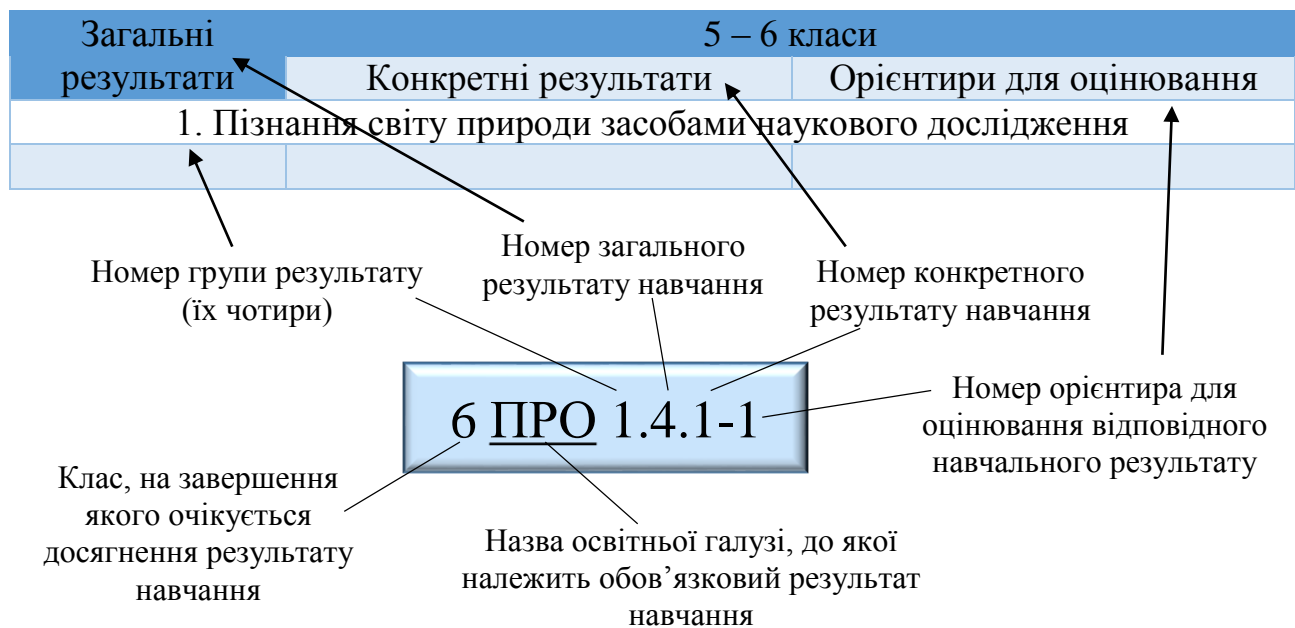 Загальні
результати
5 – 6 класи
Конкретні результати
Орієнтири для оцінювання
1. Пізнання світу природи засобами наукового дослідження
Номер групи результату
(їх чотири)
Номер загального
результату навчання
Номер конкретного
результату навчання
6 ПРО 1.4.1-1
Номер орієнтира для
оцінювання відповідного
навчального результату
Клас, на завершення
якого очікується
досягнення результату
навчання
Назва освітньої галузі, до якої
належить обов’язковий результат
навчання